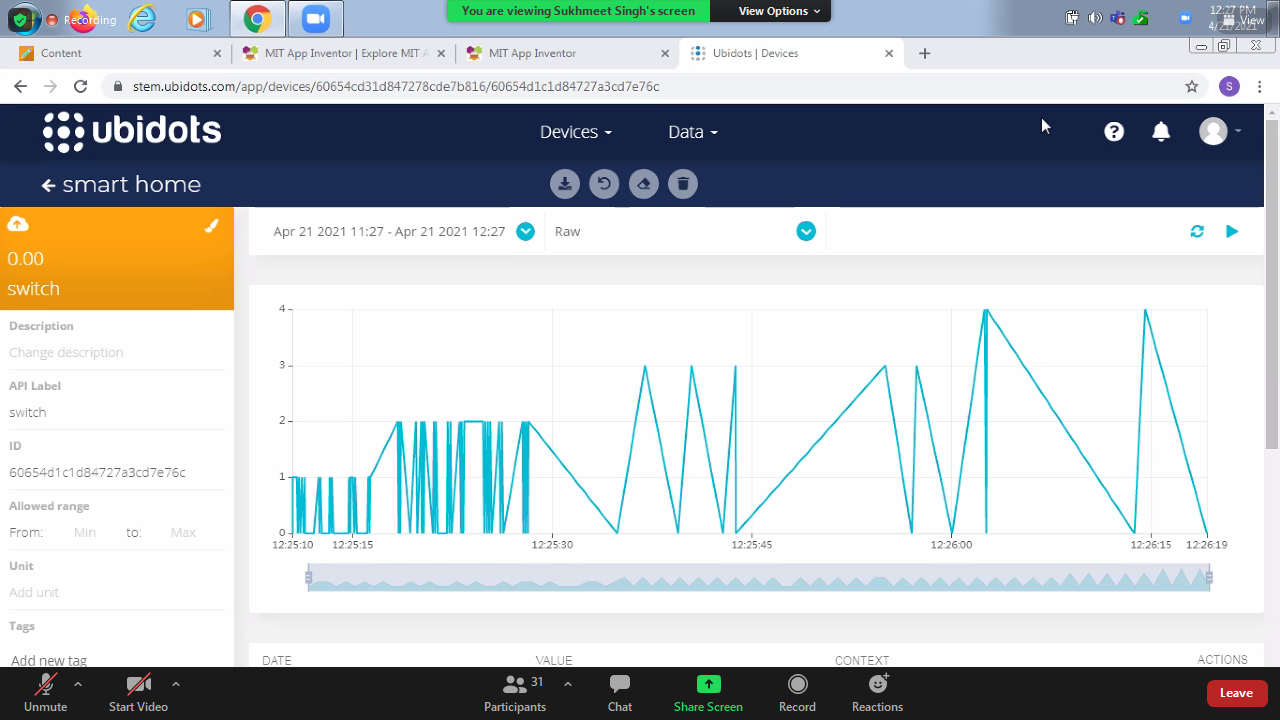 Recording
You are viewing Sukhmeet Singh's screen
View Options
12:27 PM
4/21/2021
View
Content
MIT App Inventor | Explore MIT A
MIT App Inventor
Ubidots | Devices
stem.ubidots.com/app/devices/60654cd31d847278cde7b816/60654d1c1d84727a3cd7e76c
S
ubidots
Devices
Data
?
smart home
Apr 21 2021 11:27 - Apr 21 2021 12:27
Raw
0.00
switch
Description
Change description
API Label
switch
ID
60654d1c1d84727a3cd7e76c
Allowed range
From: Min to: Max
Unit
Add unit
Tags
Add new tag
4
3
2
1
0
12:25:10 12:25:15 12:25:30 12:25:45 12:26:00 12:26:15 12:26:19
DATE VALUE CONTEXT ACTIONS
Unmute
Start Video
31
Participants
Chat
Share Screen
Record
Reactions
Leave